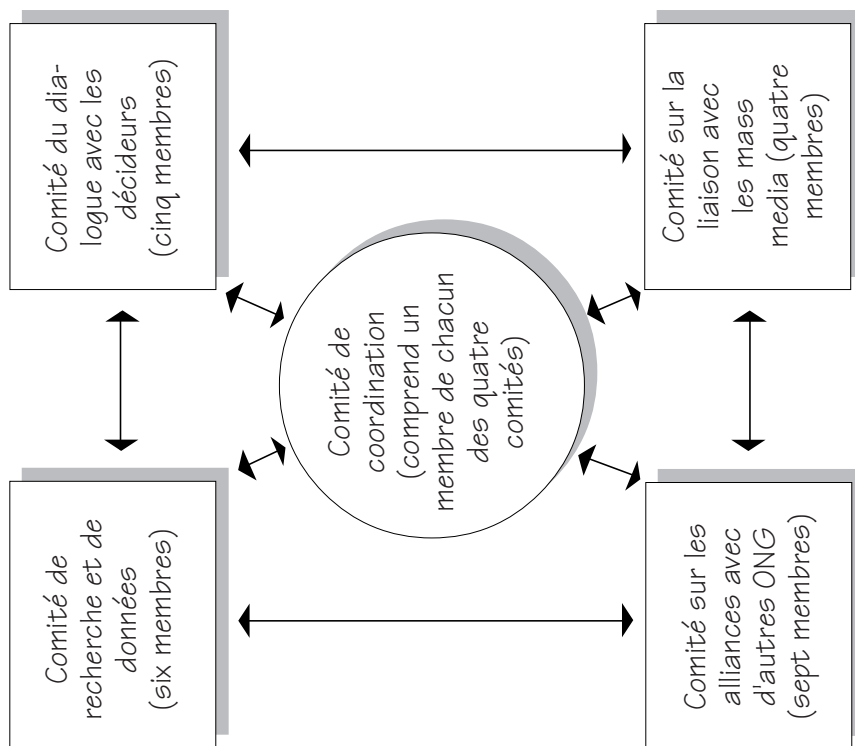 Comité de
recherche et de
données
(six membres)
Comité du dia-
logue avec les
décideurs
(cinq membres)
Comité de
coordination
(comprend un
membre de chacun
des quatre
comités)
Comité sur les
alliances avec
d'autres ONG
(sept membres)
Comité sur la
liaison avec
les mass
media (quatre
membres)